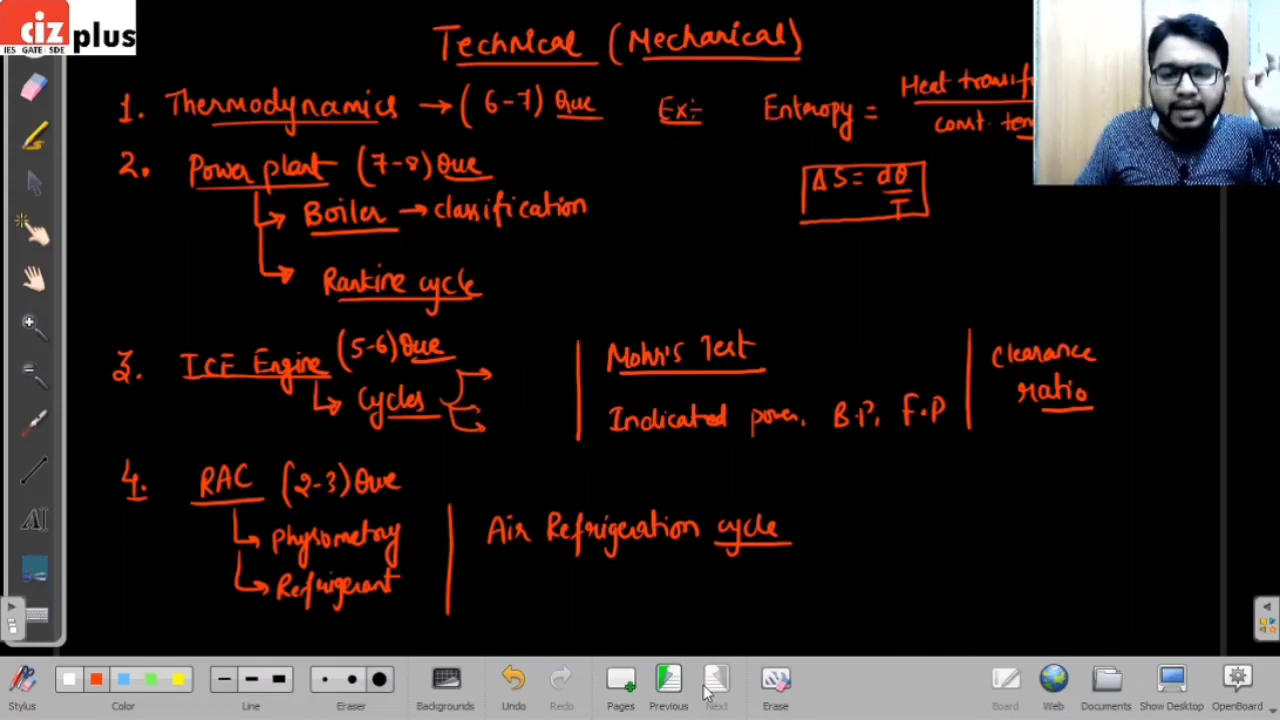 ciz plus
IES GATE SDE
Technical (Mechanical)
1. Thermodynamics → (6-7) Que Ex:- Entropy = Heat transf
const. tem
2. Power plant (7-8) Que
ΔS = dθ
T
Boiler → classification
Rankine cycle
3. ICF Engine (5-6) Que
Cycles
Mohr's Test
Indicated power, B.P, F.P
Clearance
ratio
4. RAC (2-3) Que
Physometry
Refrigerant
Air Refrigeration cycle
Stylus
Color
Line
Eraser
Backgrounds
Undo
Redo
Pages
Previous
Next
Erase
Board
Web
Documents
Show Desktop
OpenBoard